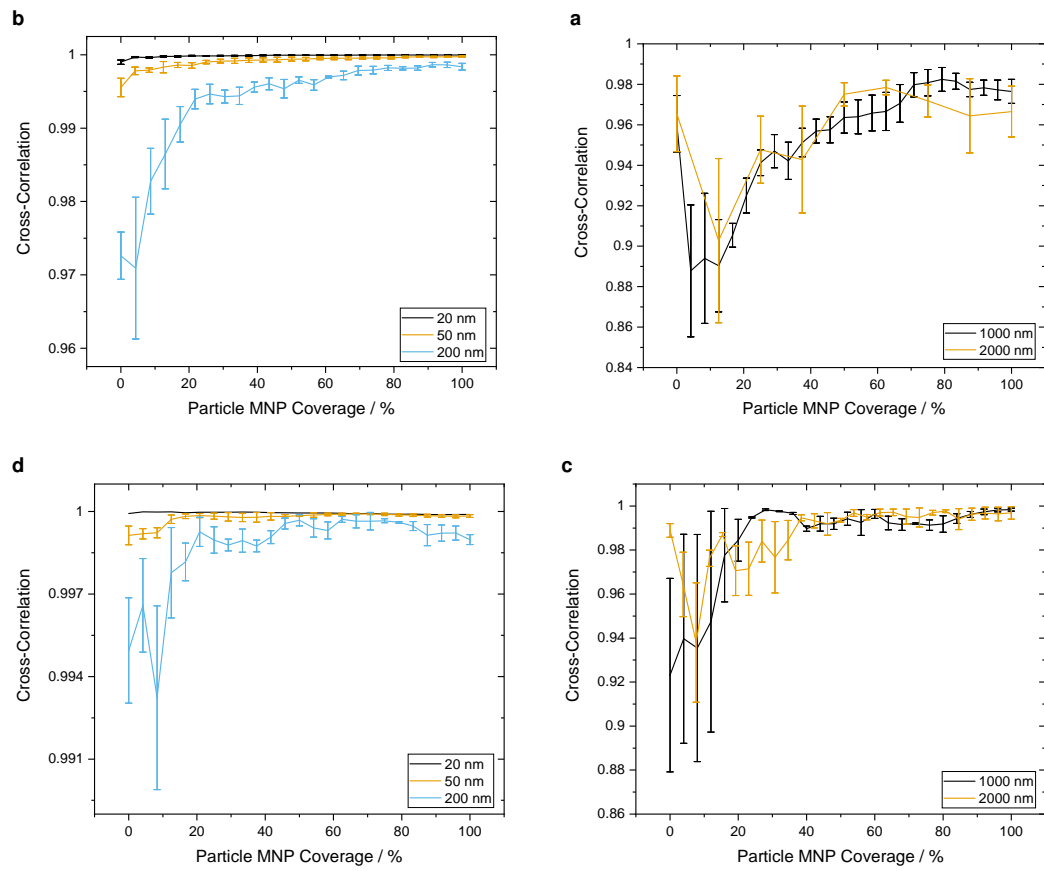 b
Cross-Correlation
1
0.99
0.98
0.97
0.96
0 20 40 60 80 100
Particle MNP Coverage / %
20 nm
50 nm
200 nm
a
Cross-Correlation
1
0.98
0.96
0.94
0.92
0.9
0.88
0.86
0.84
0 20 40 60 80 100
Particle MNP Coverage / %
1000 nm
2000 nm
d
Cross-Correlation
1
0.997
0.994
0.991
0 20 40 60 80 100
Particle MNP Coverage / %
20 nm
50 nm
200 nm
c
Cross-Correlation
1
0.98
0.96
0.94
0.92
0.9
0.88
0.86
0 20 40 60 80 100
Particle MNP Coverage / %
1000 nm
2000 nm